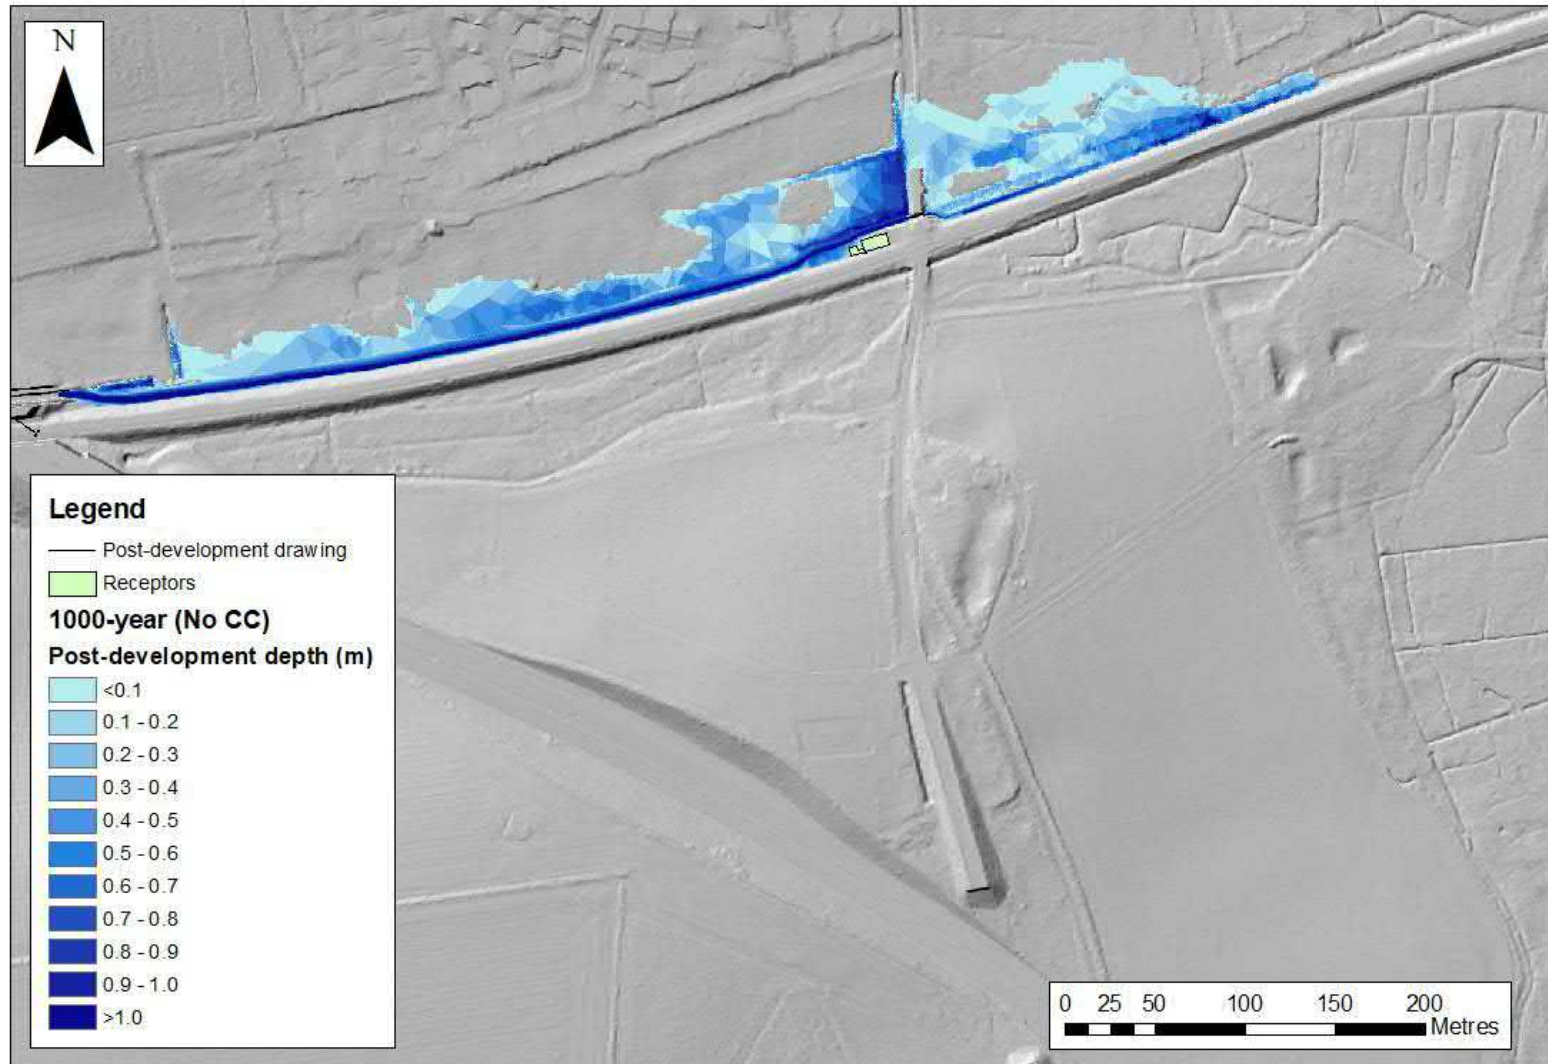 N
Legend
Post-development drawing
Receptors
1000-year (No CC)
Post-development depth (m)
<0.1
0.1 - 0.2
0.2 - 0.3
0.3 - 0.4
0.4 - 0.5
0.5 - 0.6
0.6 - 0.7
0.7 - 0.8
0.8 - 0.9
0.9 - 1.0
>1.0
0 25 50 100 150 200
Metres